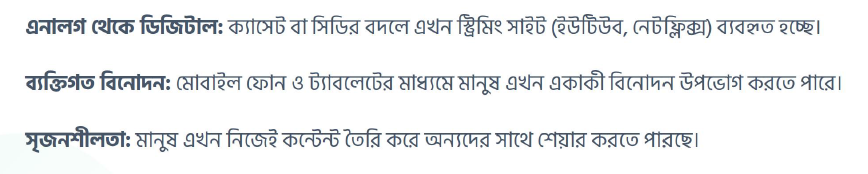 এনালগ থেকে ডিজিটাল: ক্যাসেট বা সিডির বদলে এখন স্ট্রিমিং সাইট (ইউটিউব, নেটফ্লিক্স) ব্যবহৃত হচ্ছে।
ব্যক্তিগত বিনোদন: মোবাইল ফোন ও ট্যাবলেটের মাধ্যমে মানুষ এখন একাকী বিনোদন উপভোগ করতে পারে।
সৃজনশীলতা: মানুষ এখন নিজেই কন্টেন্ট তৈরি করে অন্যদের সাথে শেয়ার করতে পারছে।